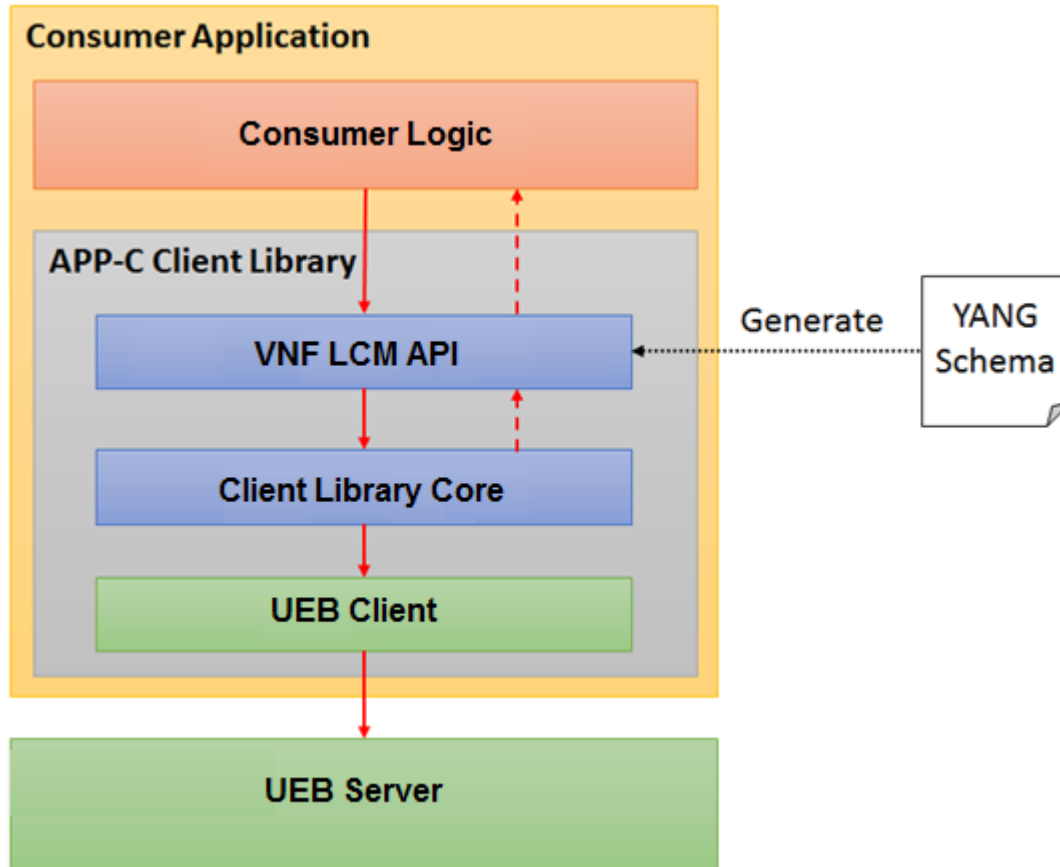 Consumer Application
Consumer Logic
APP-C Client Library
VNF LCM API
Generate
YANG
Schema
Client Library Core
UEB Client
UEB Server